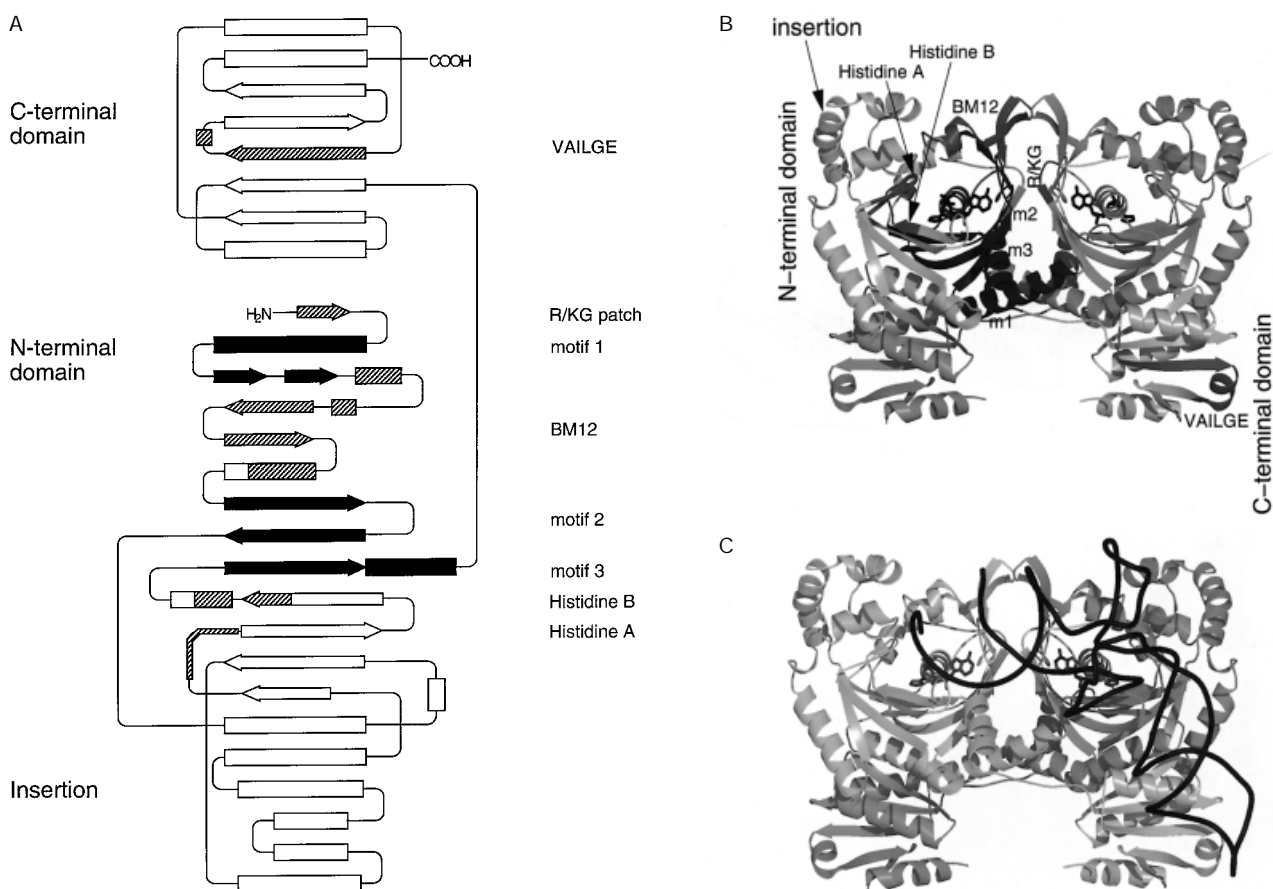 A
COOH
C-terminal
domain
VAILGE
H₂N
R/KG patch
N-terminal
domain
motif 1
BM12
motif 2
motif 3
Histidine B
Histidine A
Insertion
B
insertion
Histidine B
Histidine A
BM12
N-terminal domain
R/KG
m2
m3
m1
VAILGE
C-terminal domain
C